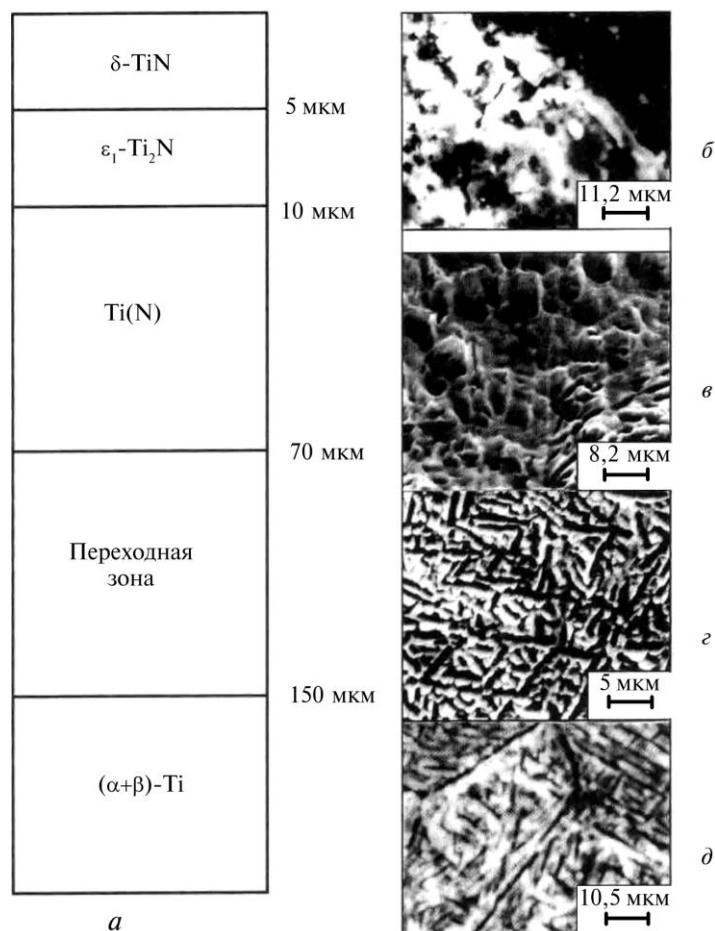 δ-TiN
5 мкм
ε₁-Ti₂N
10 мкм
Ti(N)
70 мкм
Переходная
зона
150 мкм
(α+β)-Ti
а
11,2 мкм
б
8,2 мкм
в
5 мкм
г
10,5 мкм
д